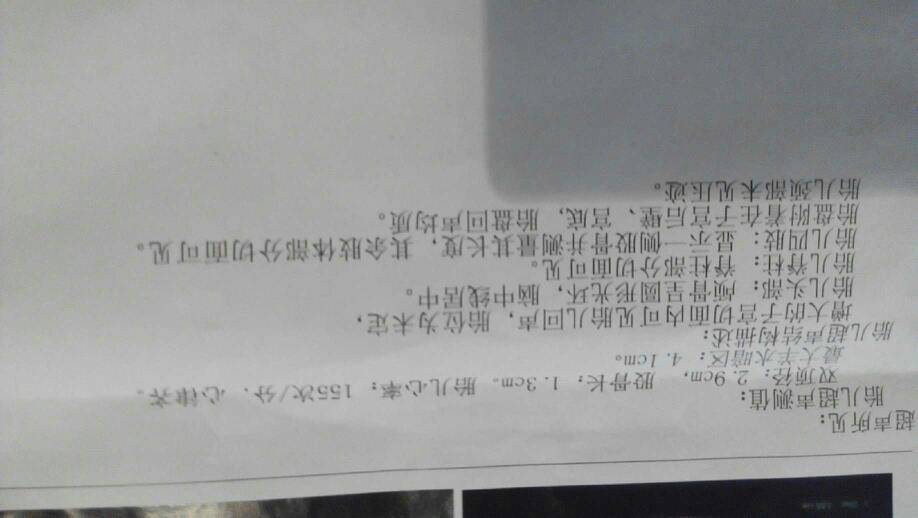 超声所见:
胎儿超声测值:
双顶径: 2.9cm, 股骨长: 1.3cm。胎儿心率: 155次/分. 心律齐。
最大羊水暗区: 4.1cm。
胎儿超声结构描述:
增大的子宫切面内可见胎儿回声, 胎位为未定,
胎儿头部: 颅骨呈圆形光环, 脑中线居中。
胎儿脊柱: 脊柱部分切面可见。
胎儿四肢: 显示一侧股骨并测量其长度, 其余肢体部分切面可见。
胎盘附着在子宫后壁、宫底, 胎盘回声均质。
胎儿颈部未见压迹。